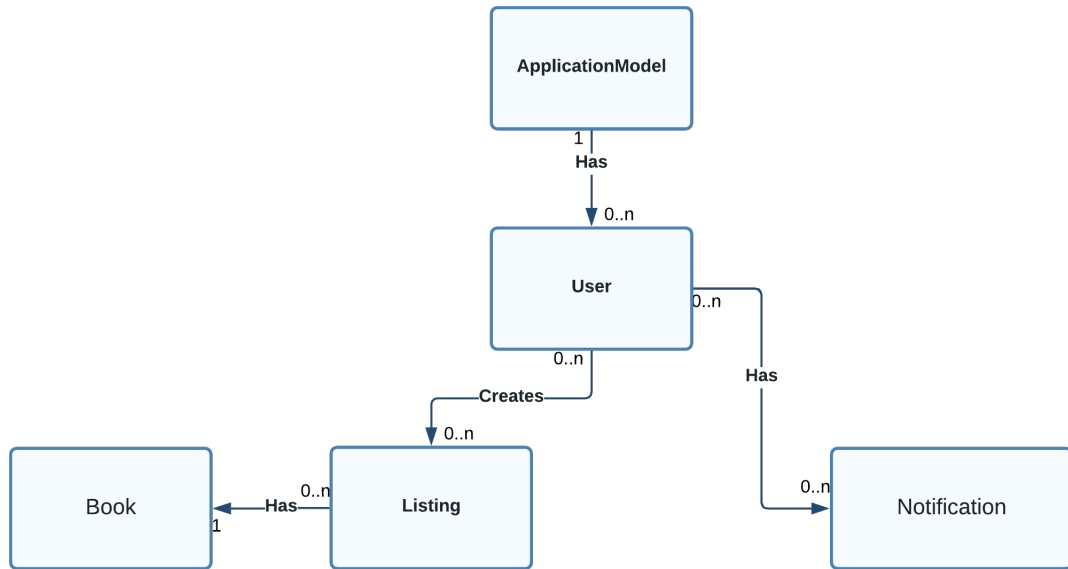 ApplicationModel
1
Has
0..n
User
0..n
0..n
Creates
Has
0..n
Book
1
Has
0..n
Listing
0..n
Notification